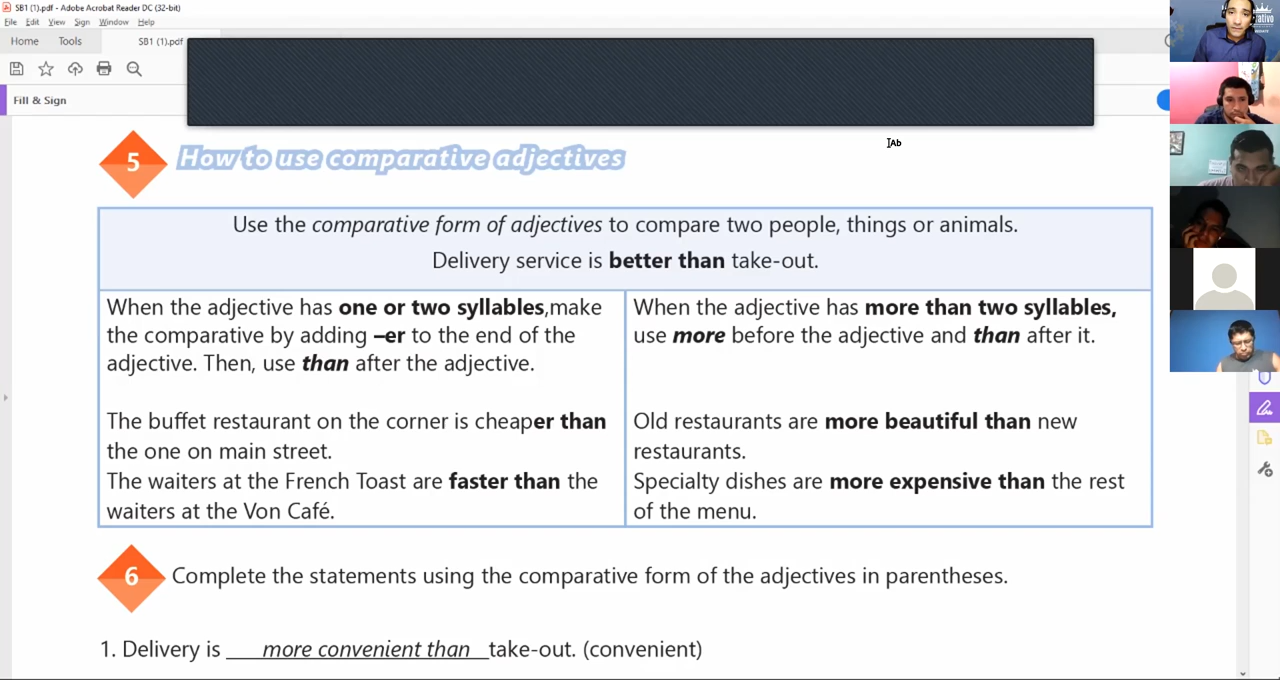 SB1 (1).pdf - Adobe Acrobat Reader DC (32-bit)
File Edit View Sign Window Help
Home Tools SB1 (1).pdf
Fill & Sign
Ab
5 How to use comparative adjectives
Use the comparative form of adjectives to compare two people, things or animals.
Delivery service is better than take-out.
When the adjective has one or two syllables,make
the comparative by adding –er to the end of the
adjective. Then, use than after the adjective.
The buffet restaurant on the corner is cheaper than
the one on main street.
The waiters at the French Toast are faster than the
waiters at the Von Café.
When the adjective has more than two syllables,
use more before the adjective and than after it.
Old restaurants are more beautiful than new
restaurants.
Specialty dishes are more expensive than the rest
of the menu.
6 Complete the statements using the comparative form of the adjectives in parentheses.
1. Delivery is ___more convenient than__take-out. (convenient)